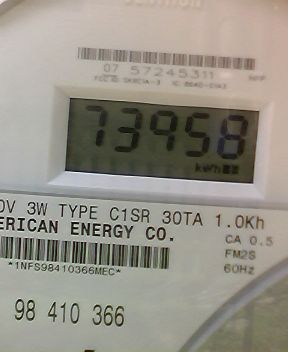 07 57245311
73958
kWh
0V 3W TYPE C1SR 30TA 1.0Kh
ERICAN ENERGY CO.
CA 0.5
FM2S
*1NFS98410366MEC*
60Hz
98 410 366